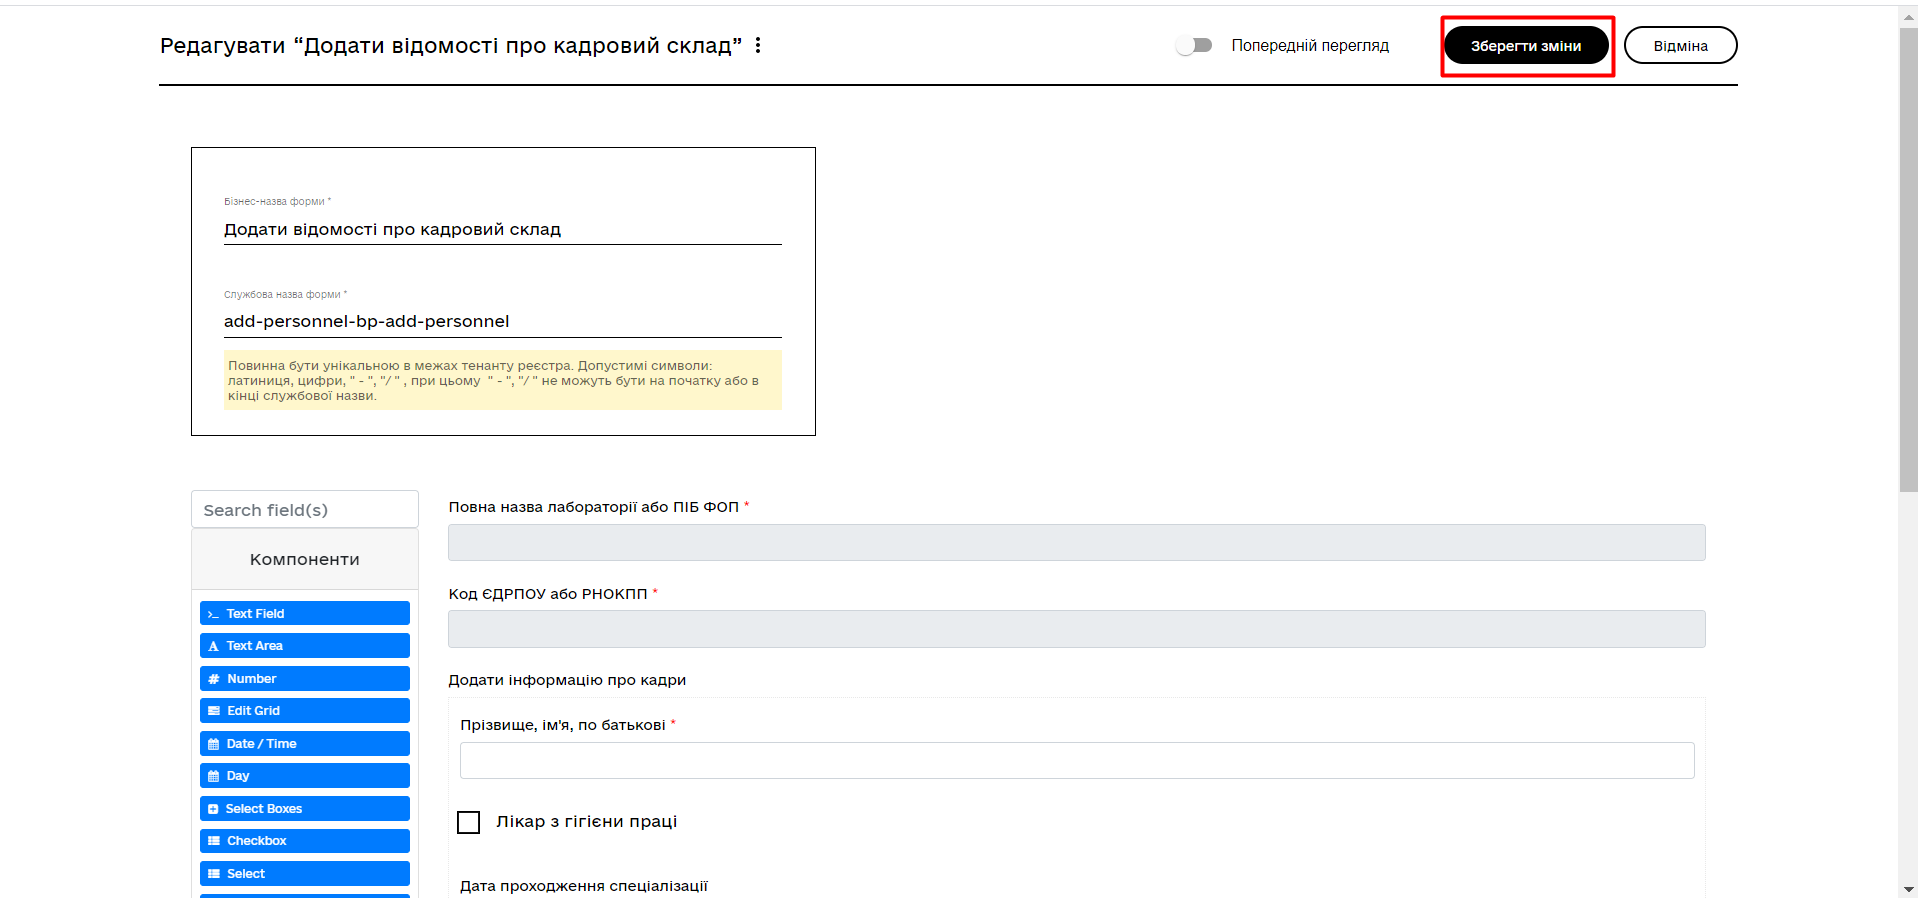 Редагувати “Додати відомості про кадровий склад”
Попередній перегляд
Зберегти зміни
Відміна
Бізнес-назва форми *
Додати відомості про кадровий склад
Службова назва форми *
add-personnel-bp-add-personnel
Повинна бути унікальною в межах тенанту реєстра. Допустимі символи:
латиниця, цифри, " - ", "/ " , при цьому " - ", "/ " не можуть бути на початку або в
кінці службової назви.
Search field(s)
Компоненти
Text Field
Text Area
Number
Edit Grid
Date / Time
Day
Select Boxes
Checkbox
Select
Повна назва лабораторії або ПІБ ФОП *
Код ЄДРПОУ або РНОКПП *
Додати інформацію про кадри
Прізвище, ім'я, по батькові *
Лікар з гігієни праці
Дата проходження спеціалізації